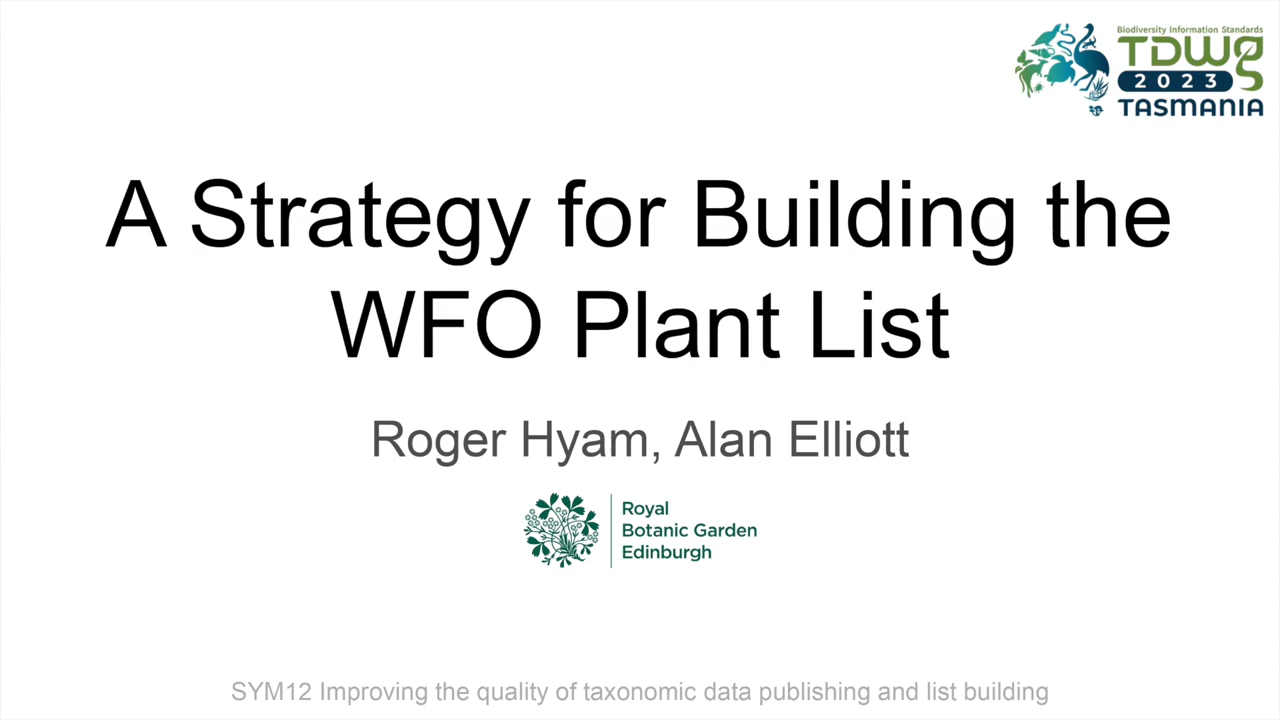 Biodiversity Information Standards
TDWG
2023
TASMANIA
A Strategy for Building the
WFO Plant List
Roger Hyam, Alan Elliott
Royal
Botanic Garden
Edinburgh
SYM12 Improving the quality of taxonomic data publishing and list building